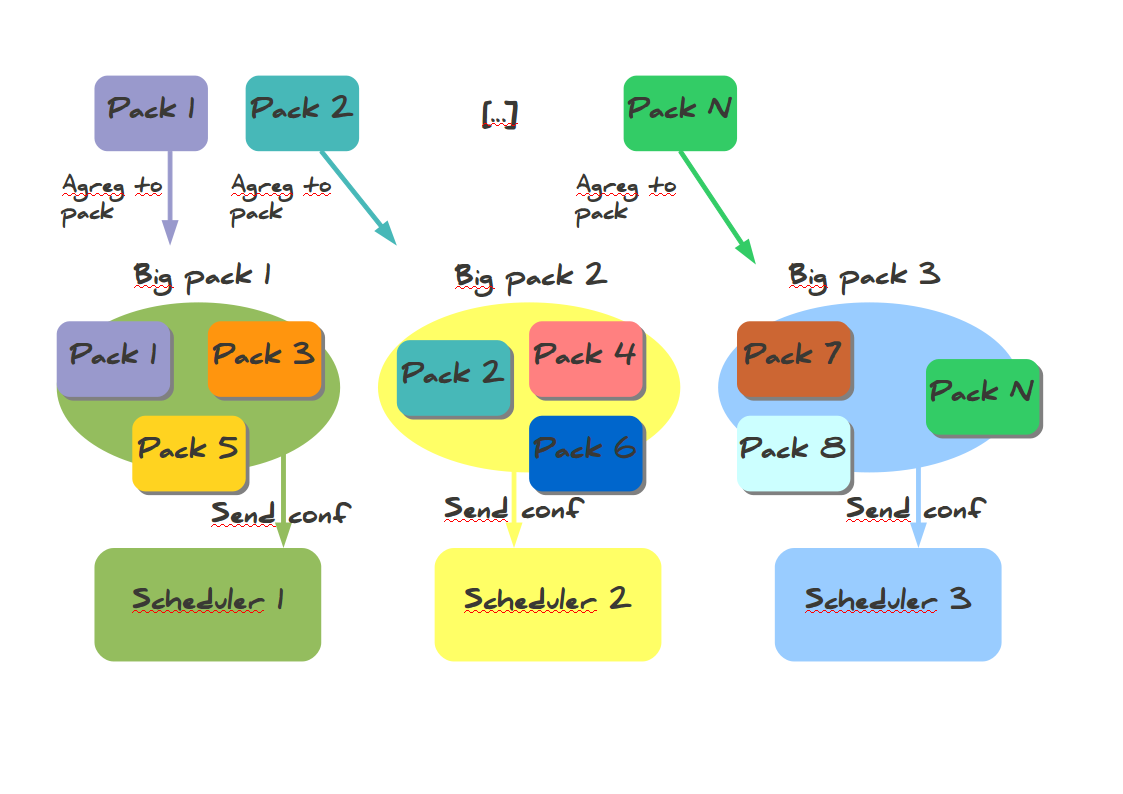 Pack 1
Pack 2
[...]
Pack N
Agreg to
pack
Agreg to
pack
Agreg to
pack
Big pack 1
Big pack 2
Big pack 3
Pack 1
Pack 3
Pack 5
Pack 2
Pack 4
Pack 6
Pack 7
Pack N
Pack 8
Send conf
Send conf
Send conf
Scheduler 1
Scheduler 2
Scheduler 3